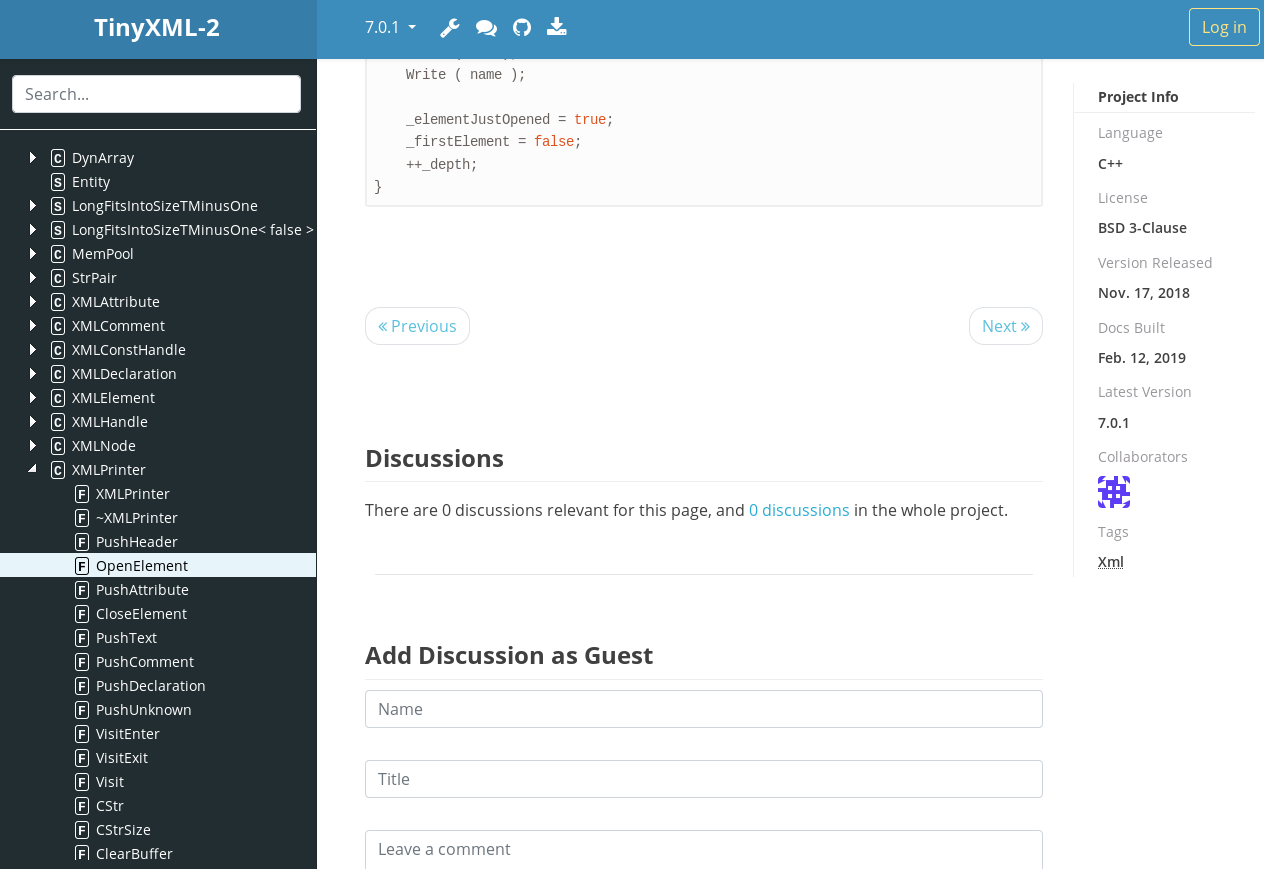 TinyXML-2
7.0.1
Log in
Search...
C DynArray
S Entity
S LongFitsIntoSizeTMinusOne
S LongFitsIntoSizeTMinusOne< false >
C MemPool
C StrPair
C XMLAttribute
C XMLComment
C XMLConstHandle
C XMLDeclaration
C XMLElement
C XMLHandle
C XMLNode
C XMLPrinter
F XMLPrinter
F ~XMLPrinter
F PushHeader
F OpenElement
F PushAttribute
F CloseElement
F PushText
F PushComment
F PushDeclaration
F PushUnknown
F VisitEnter
F VisitExit
F Visit
F CStr
F CStrSize
F ClearBuffer
Write ( name );
_elementJustOpened = true;
_firstElement = false;
++_depth;
}
« Previous
Next »
Discussions
There are 0 discussions relevant for this page, and 0 discussions in the whole project.
Add Discussion as Guest
Name
Title
Leave a comment
Project Info
Language
C++
License
BSD 3-Clause
Version Released
Nov. 17, 2018
Docs Built
Feb. 12, 2019
Latest Version
7.0.1
Collaborators
Tags
Xml